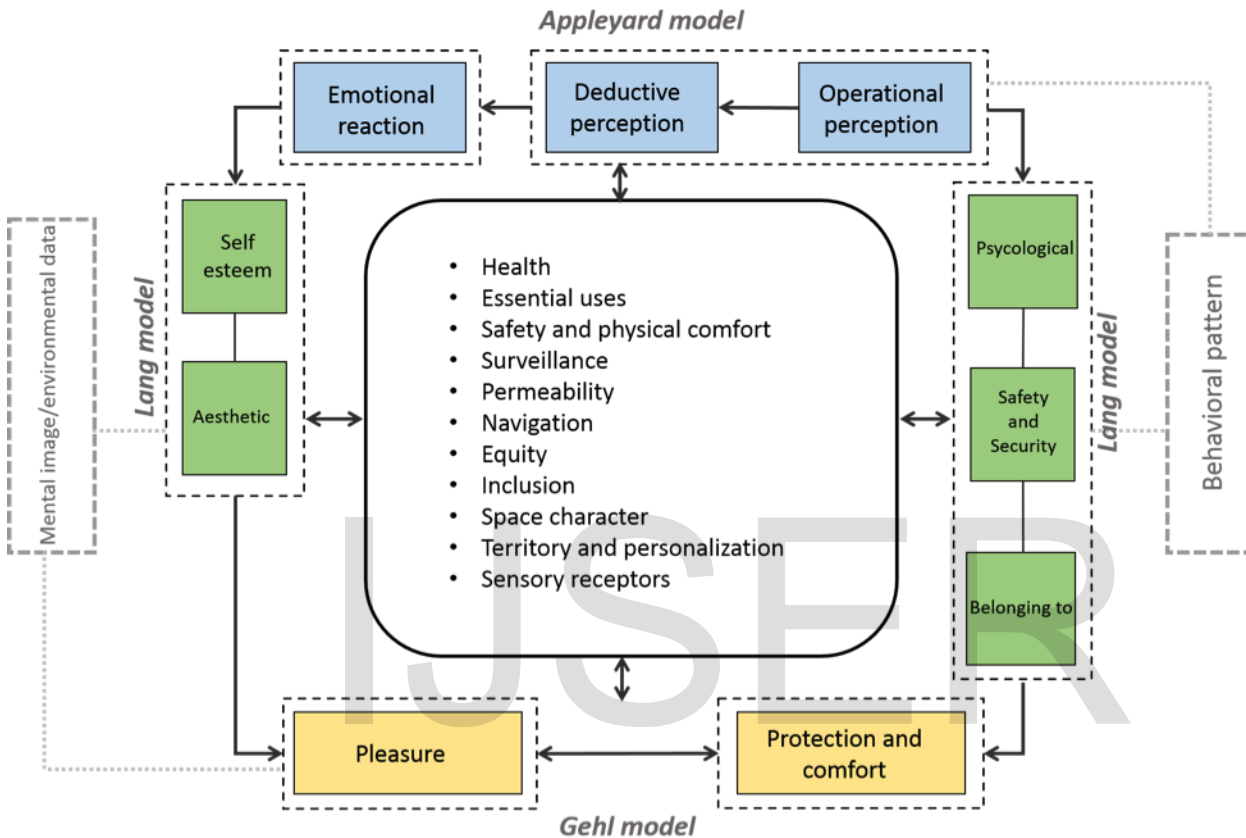 Appleyard model
Emotional
reaction
Deductive
perception
Operational
perception
Mental image/environmental data
Lang model
Self
esteem
Aesthetic
• Health
• Essential uses
• Safety and physical comfort
• Surveillance
• Permeability
• Navigation
• Equity
• Inclusion
• Space character
• Territory and personalization
• Sensory receptors
Psycological
Safety
and
Security
Belonging to
Lang model
Behavioral pattern
IJSER
Pleasure
Protection and
comfort
Gehl model